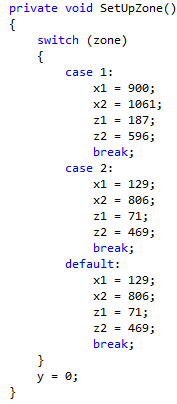 private void SetUpZone()
{
    switch (zone)
    {
        case 1:
            x1 = 900;
            x2 = 1061;
            z1 = 187;
            z2 = 596;
            break;
        case 2:
            x1 = 129;
            x2 = 806;
            z1 = 71;
            z2 = 469;
            break;
        default:
            x1 = 129;
            x2 = 806;
            z1 = 71;
            z2 = 469;
            break;
    }
    y = 0;
}